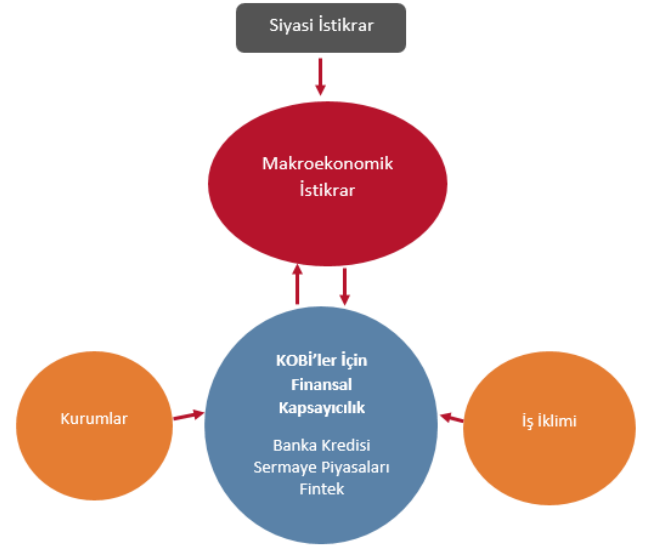 Siyasi İstikrar
Makroekonomik
İstikrar
KOBİ’ler İçin
Finansal
Kapsayıcılık
Banka Kredisi
Sermaye Piyasaları
Fintek
Kurumlar
İş İklimi